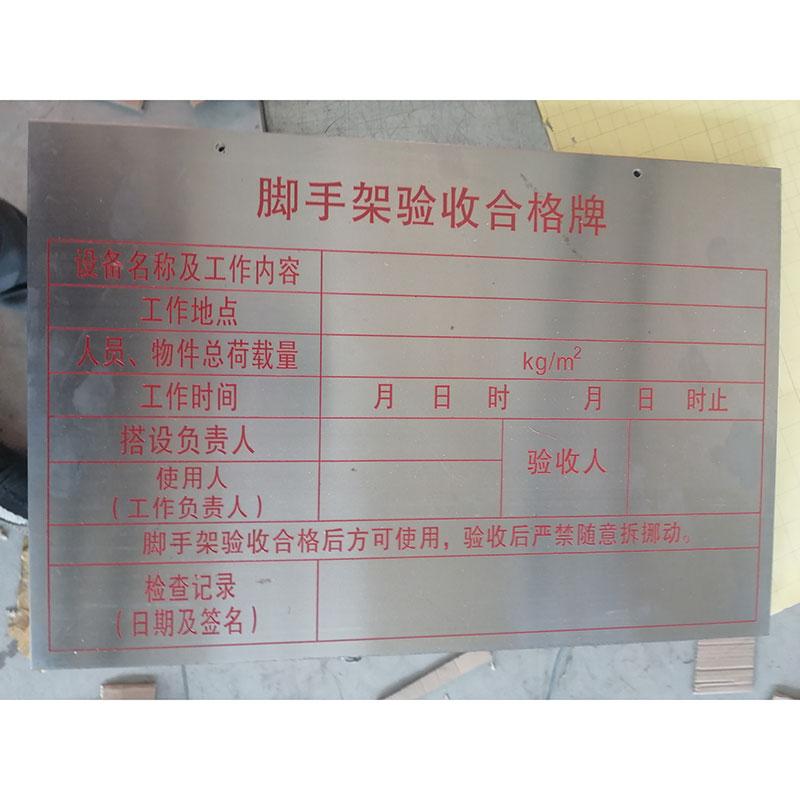 脚手架验收合格牌
设备名称及工作内容
工作地点
人员、物件总荷载量 kg/m²
工作时间 月 日 时 月 日 时止
搭设负责人
验收人
使用人
（工作负责人）
脚手架验收合格后方可使用，验收后严禁随意拆挪动。
检查记录
（日期及签名）